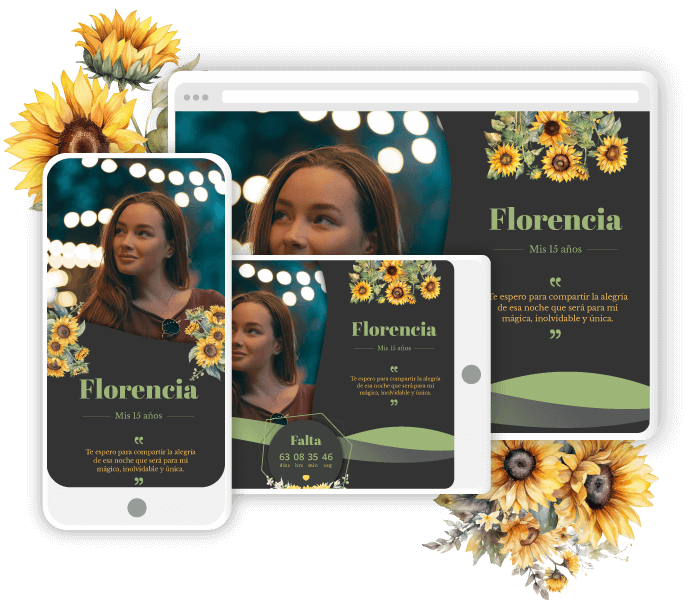 Florencia
Mis 15 años
“
Te espero para compartir la alegría
de esa noche que será para mi
mágica, inolvidable y única.
”
Florencia
Mis 15 años
“
Te espero para compartir la alegría
de esa noche que será para mi
mágica, inolvidable y única.
”
Falta
63 08 35 46
días hrs min seg
Florencia
Mis 15 años
“
Te espero para compartir la alegría
de esa noche que será para mi
mágica, inolvidable y única.
”